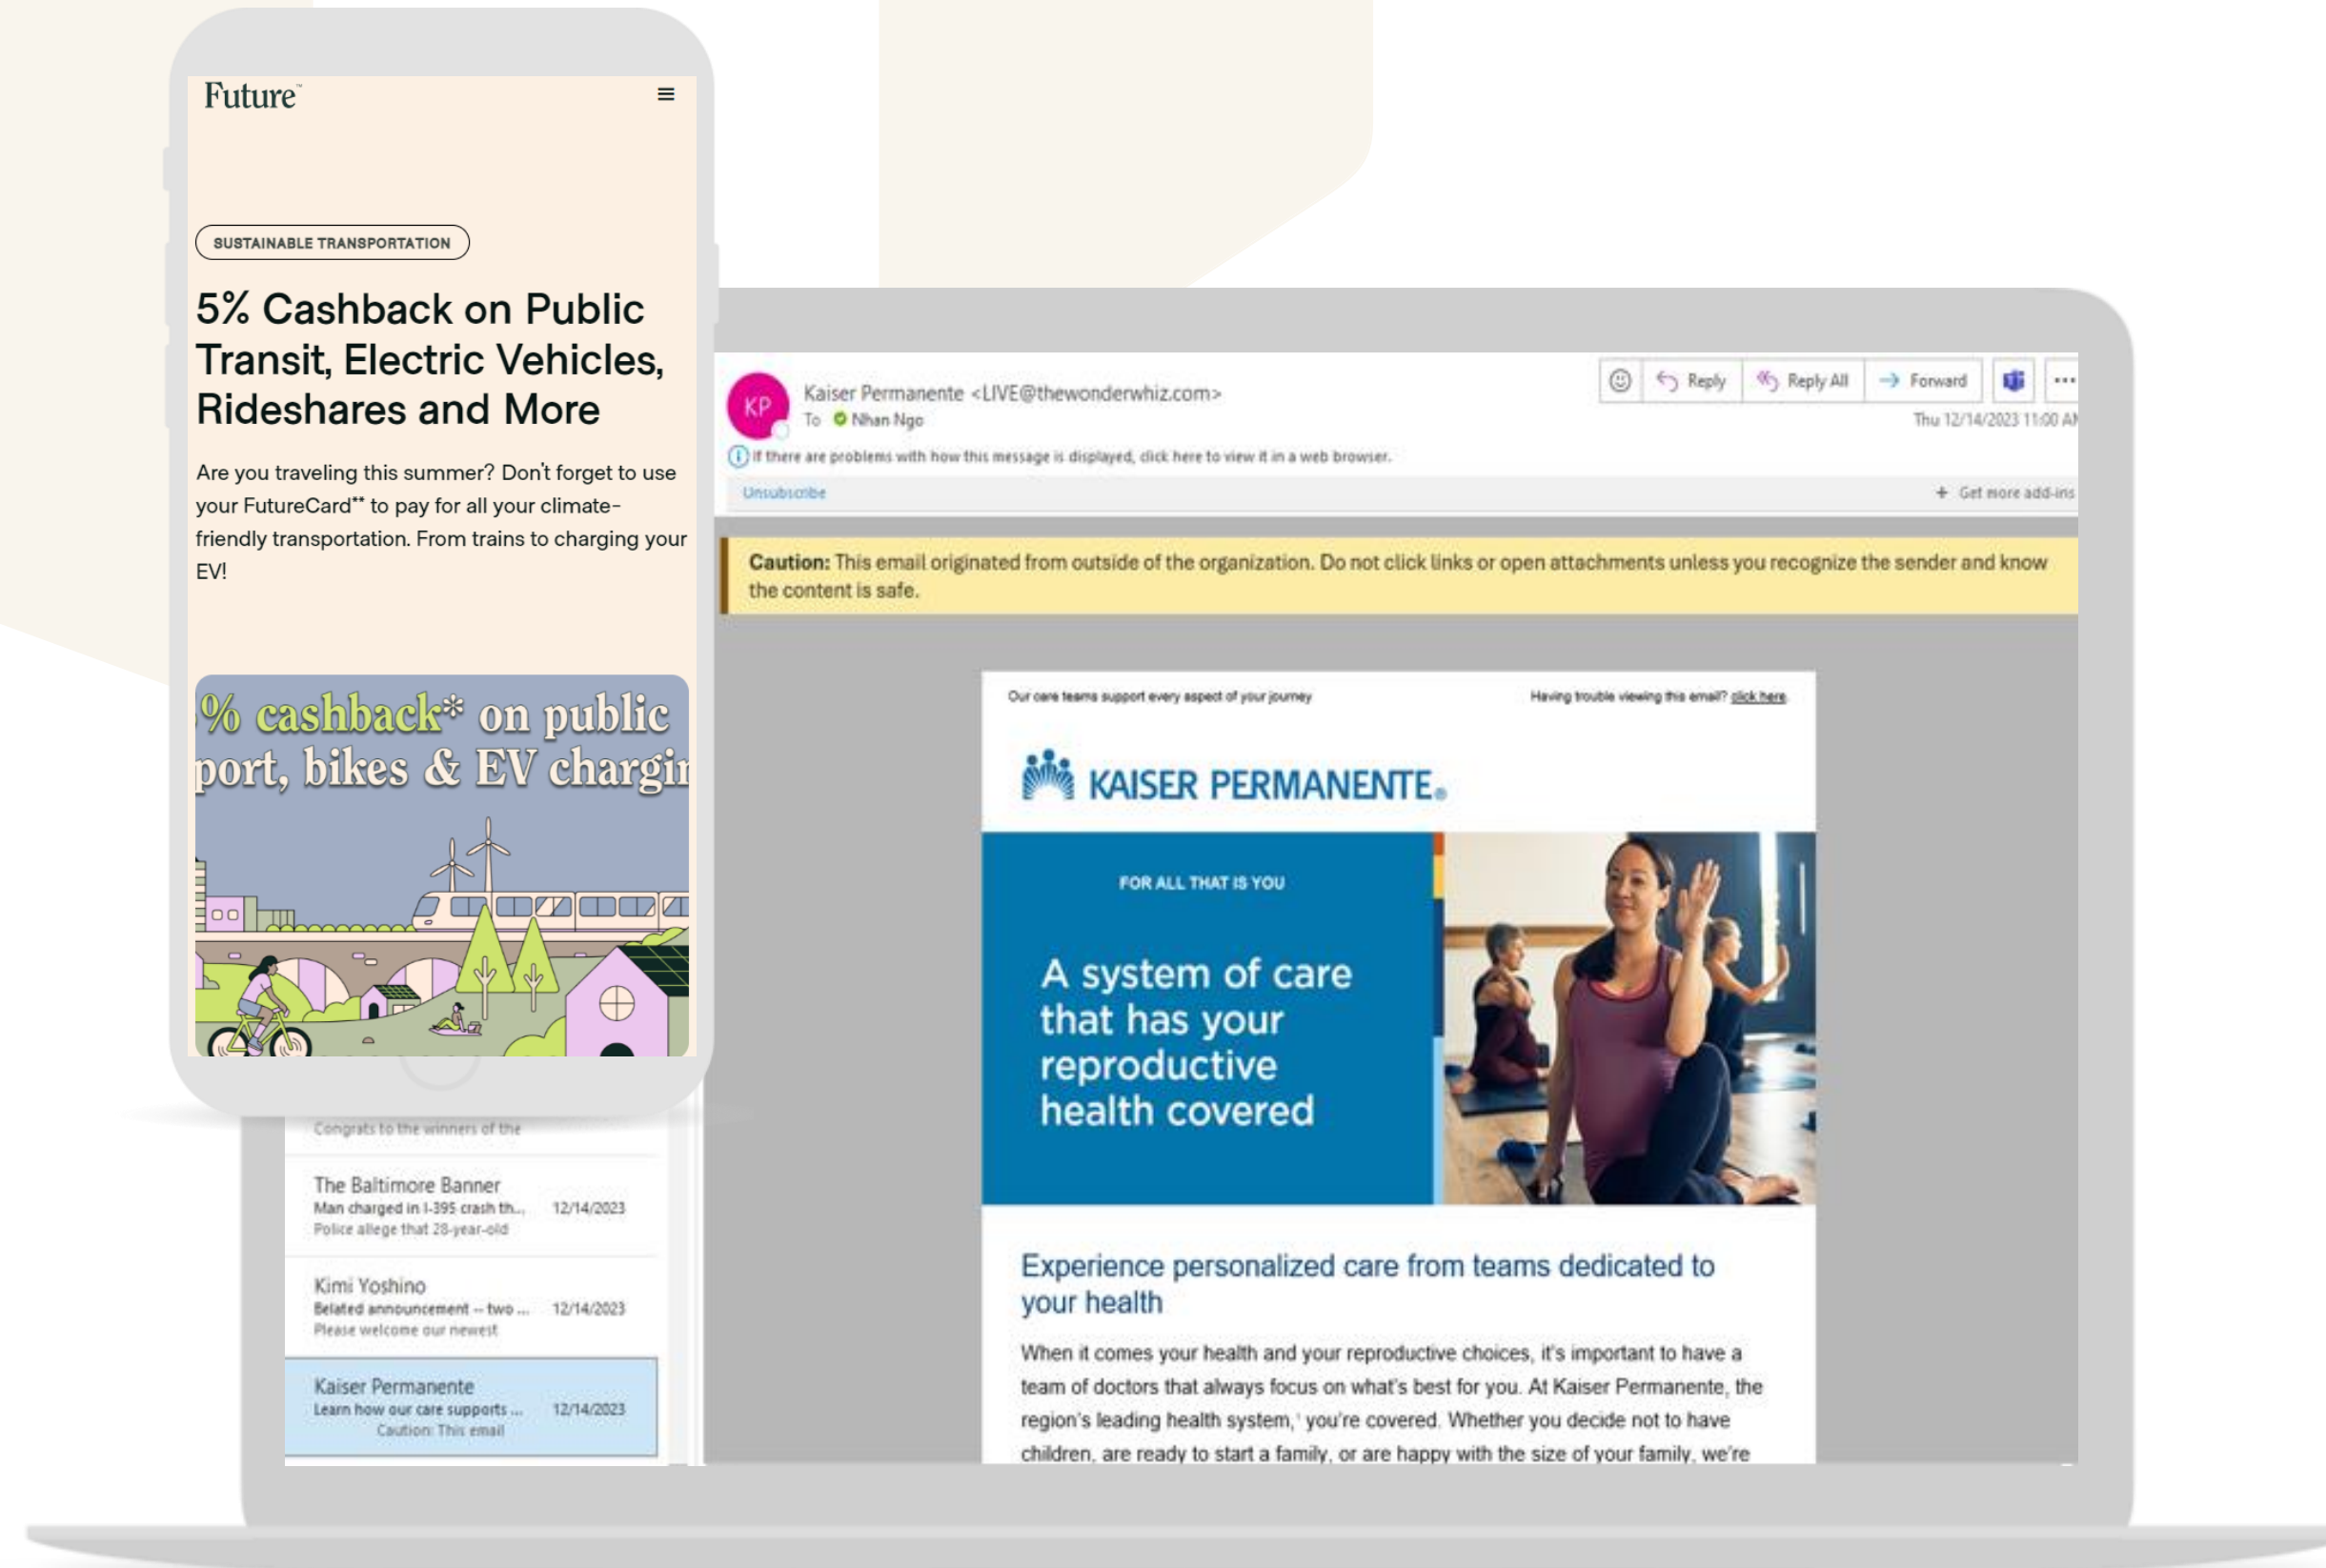 Future™
SUSTAINABLE TRANSPORTATION
5% Cashback on Public
Transit, Electric Vehicles,
Rideshares and More
Are you traveling this summer? Don't forget to use
your FutureCard** to pay for all your climate-
friendly transportation. From trains to charging your
EV!
% cashback* on public
port, bikes & EV chargin
KP
Kaiser Permanente <LIVE@thewonderwhiz.com>
To Nhan Ngo
Reply
Reply All
Forward
Thu 12/14/2023 11:00 AM
If there are problems with how this message is displayed, click here to view it in a web browser.
Unsubscribe
+ Get more add-ins
Caution: This email originated from outside of the organization. Do not click links or open attachments unless you recognize the sender and know
the content is safe.
Our care teams support every aspect of your journey
Having trouble viewing this email? click here.
KAISER PERMANENTE®
FOR ALL THAT IS YOU
A system of care
that has your
reproductive
health covered
Experience personalized care from teams dedicated to
your health
When it comes your health and your reproductive choices, it's important to have a
team of doctors that always focus on what's best for you. At Kaiser Permanente, the
region's leading health system,¹ you're covered. Whether you decide not to have
children, are ready to start a family, or are happy with the size of your family, we're
Congrats to the winners of the
The Baltimore Banner
Man charged in I-395 crash th... 12/14/2023
Police allege that 28-year-old
Kimi Yoshino
Belated announcement -- two ... 12/14/2023
Please welcome our newest
Kaiser Permanente
Learn how our care supports ... 12/14/2023
Caution: This email